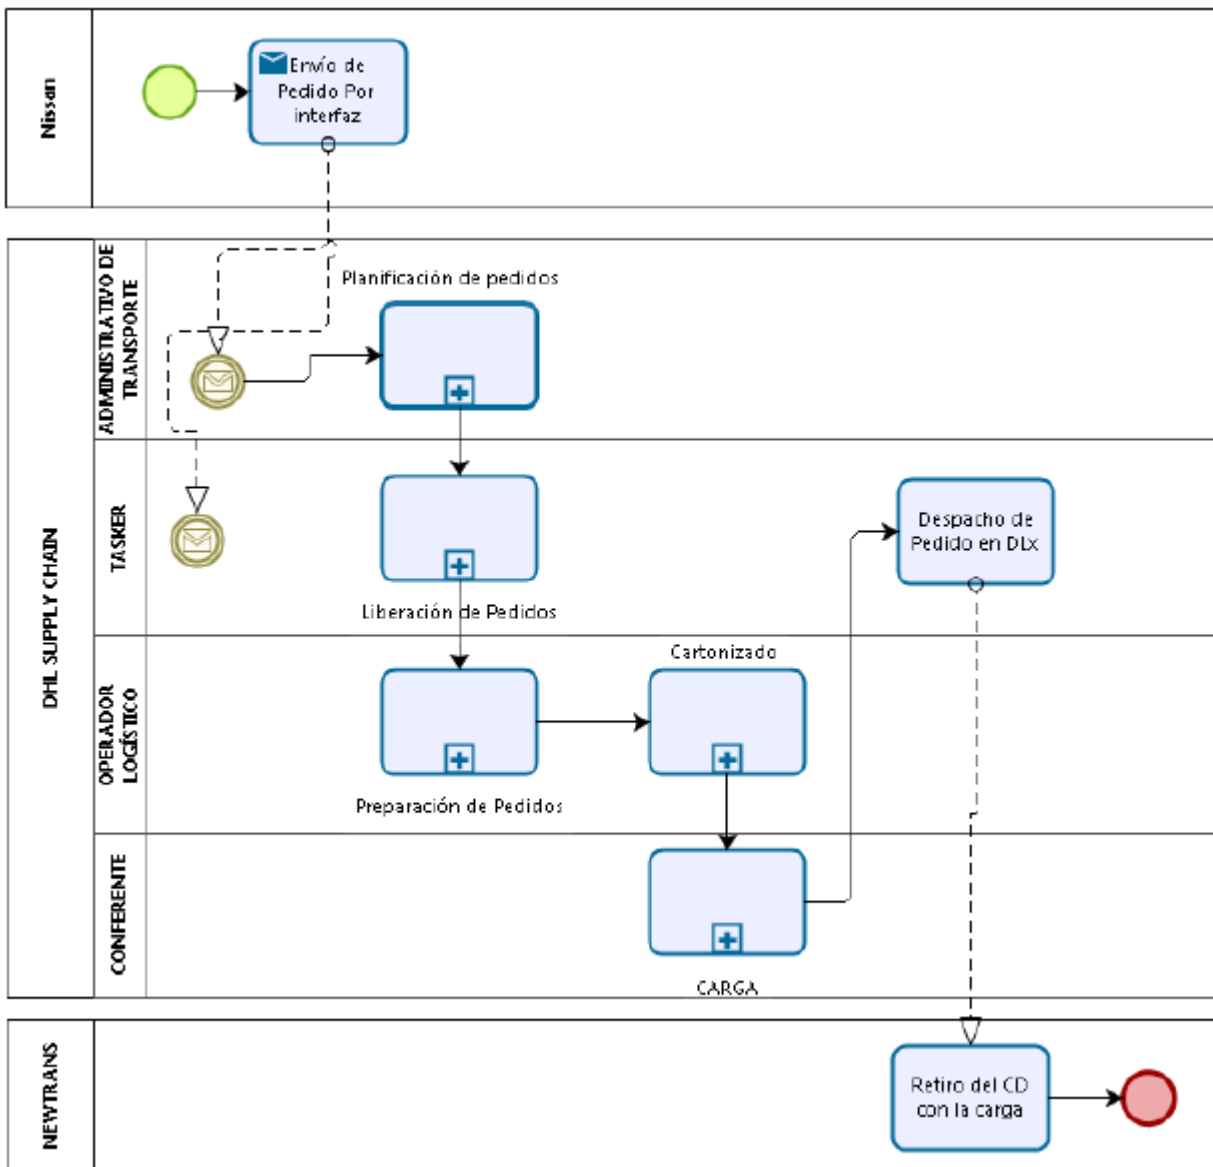 Nissan
Envío de
Pedido Por
interfaz
DHL SUPPLY CHAIN
ADMINISTRATIVO DE
TRANSPORTE
Planificación de pedidos
TASKER
Liberación de Pedidos
Despacho de
Pedido en DLx
OPERADOR
LOGÍSTICO
Preparación de Pedidos
Cartonizado
CONFERENTE
CARGA
NEWTRANS
Retiro del CD
con la carga